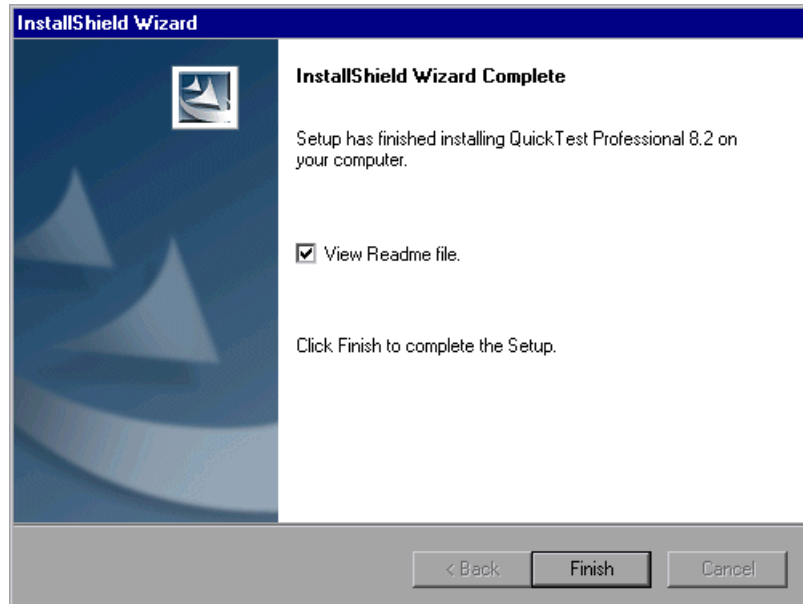 InstallShield Wizard
InstallShield Wizard Complete
Setup has finished installing QuickTest Professional 8.2 on
your computer.
View Readme file.
Click Finish to complete the Setup.
< Back
Finish
Cancel